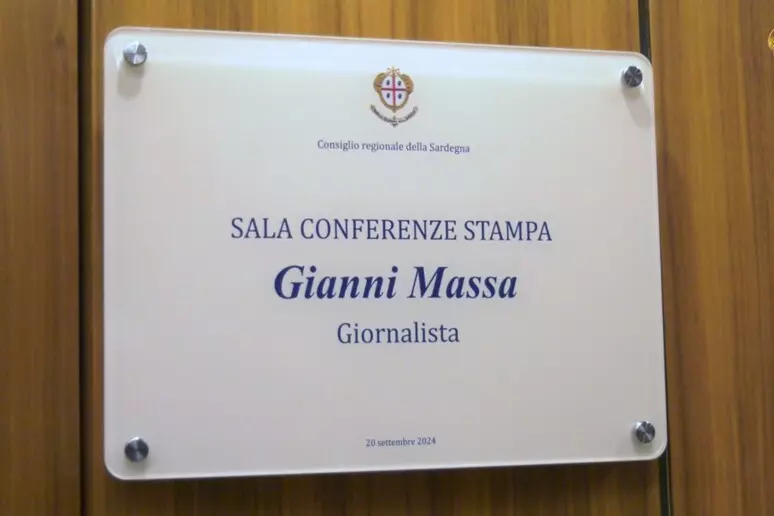 Consiglio regionale della Sardegna
SALA CONFERENZE STAMPA
Gianni Massa
Giornalista
20 settembre 2024